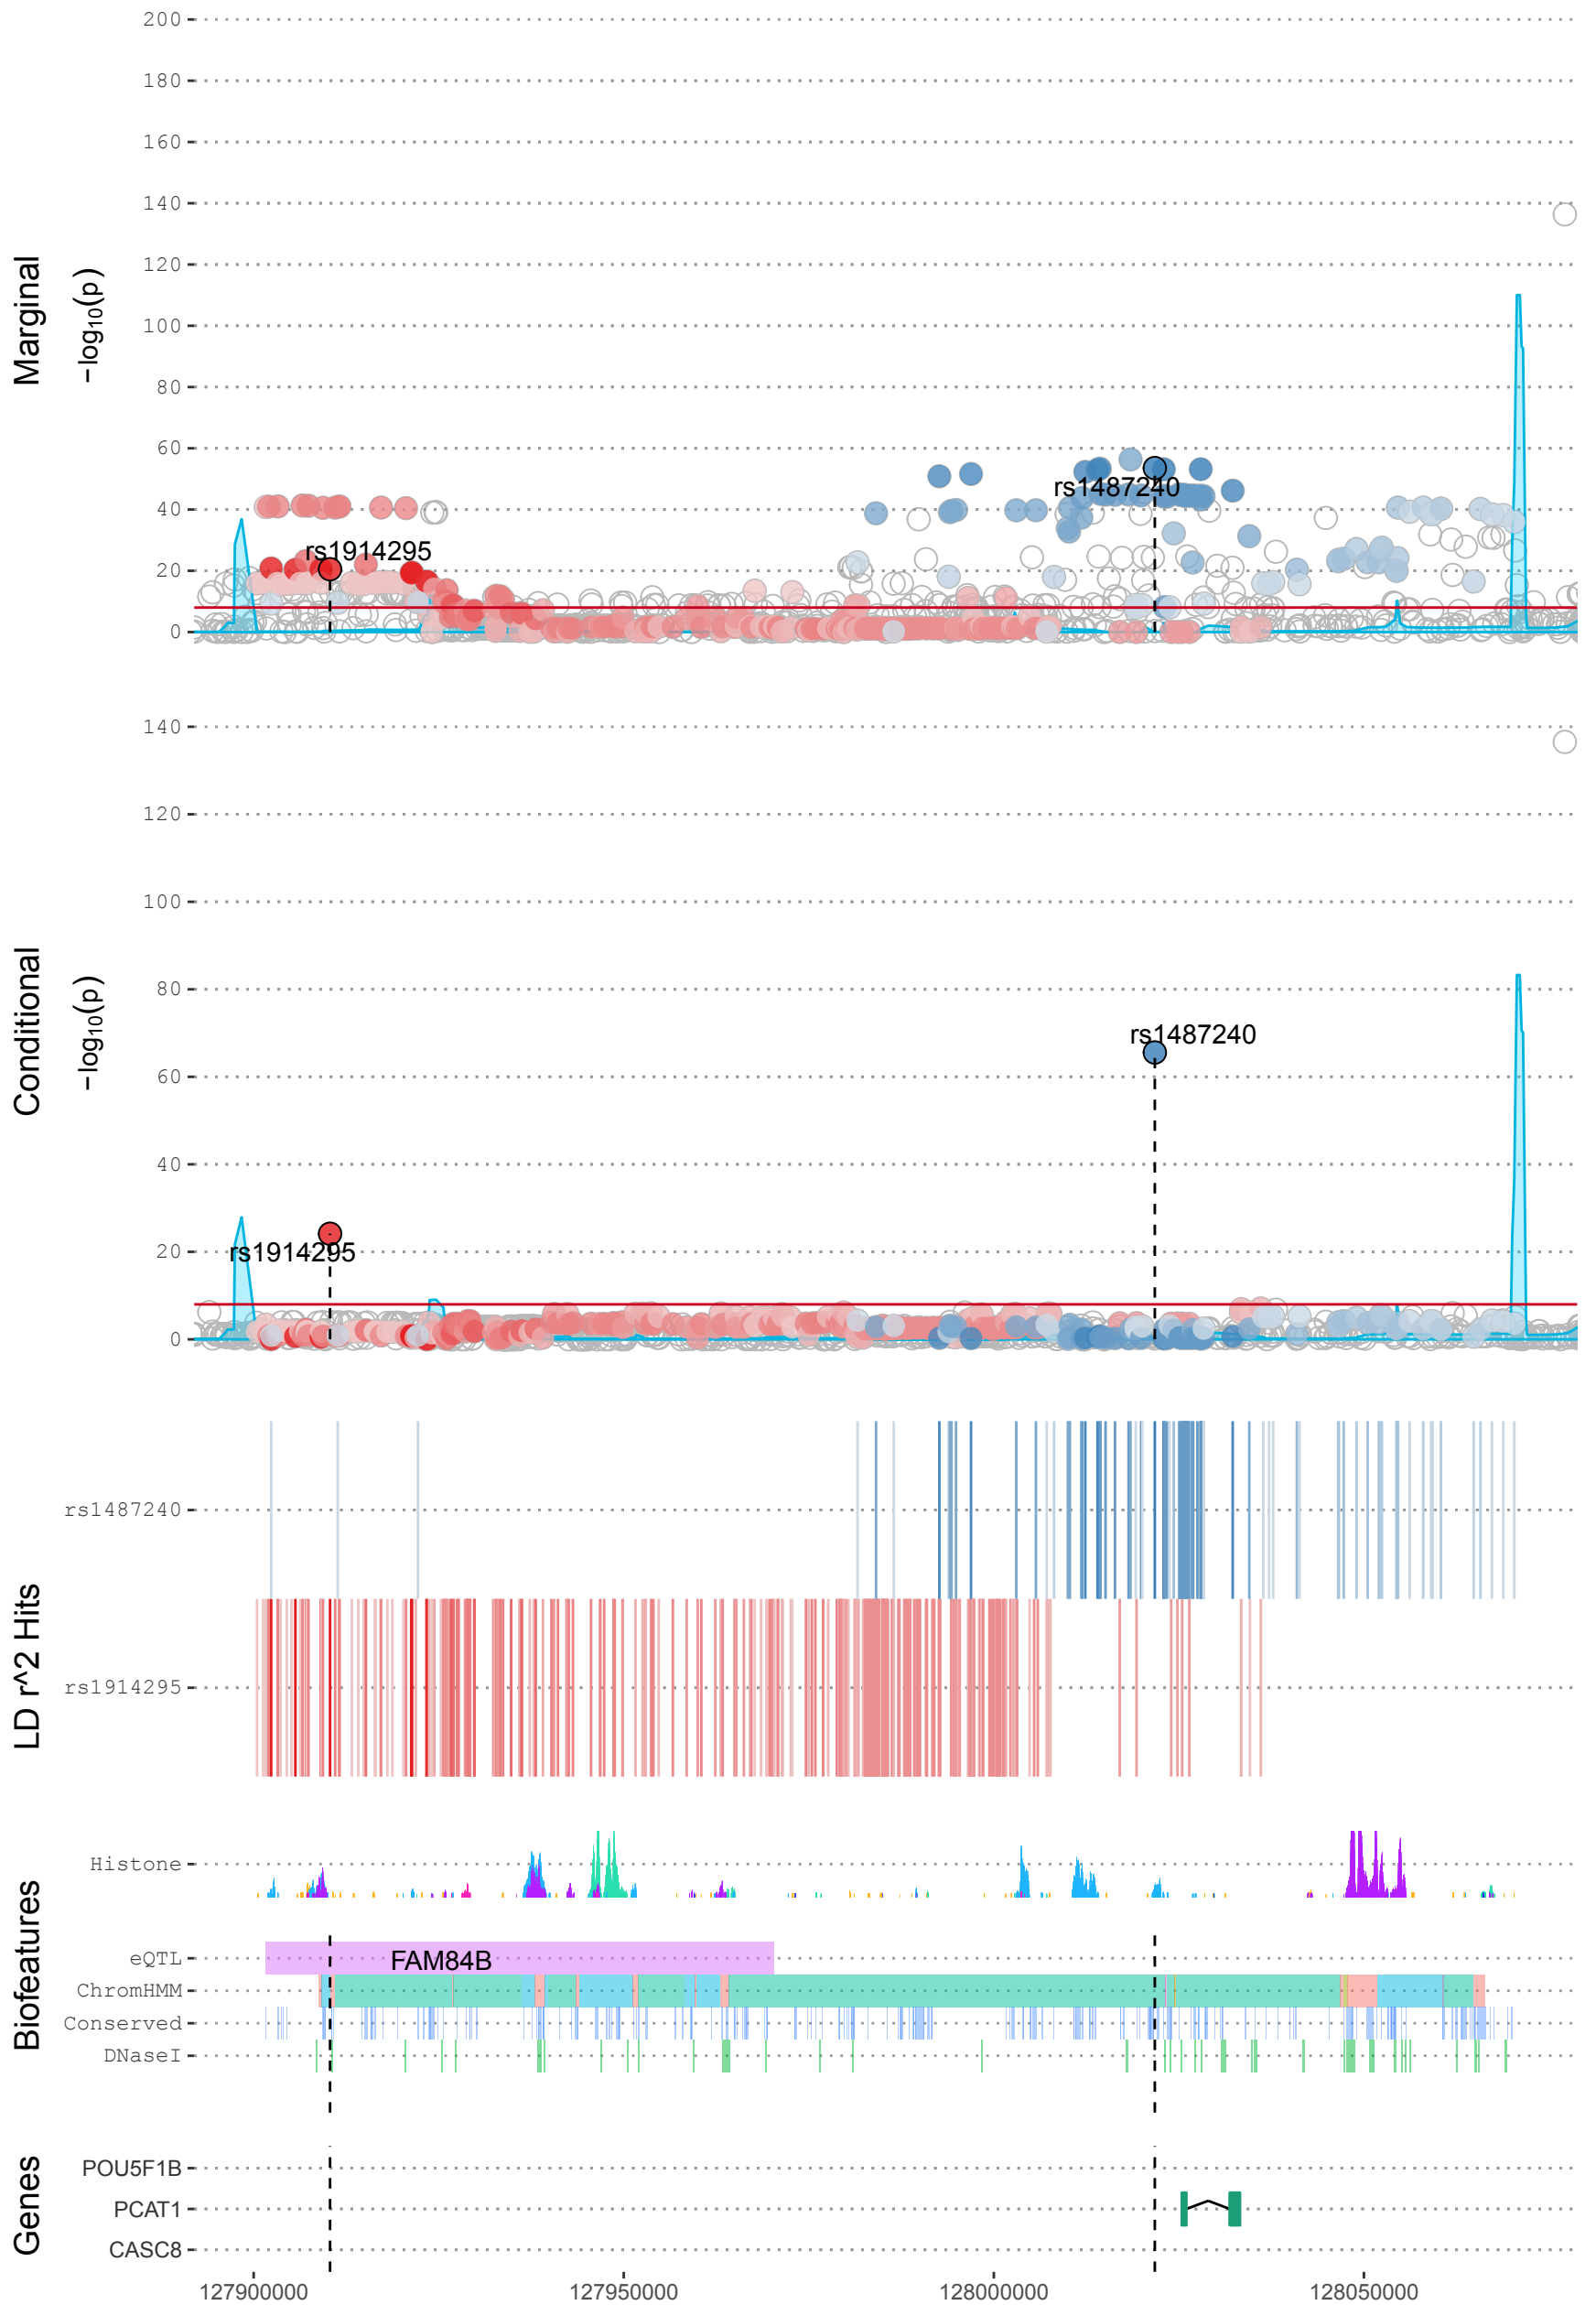 Marginal
−log10(p)
200
180
160
140
120
100
80
60
40
20
0
rs1487240
rs1914295
Conditional
−log10(p)
140
120
100
80
60
40
20
0
rs1487240
rs1914295
LD r^2 Hits
rs1487240
rs1914295
Biofeatures
Histone
eQTL
FAM84B
ChromHMM
Conserved
DNaseI
Genes
POU5F1B
PCAT1
CASC8
127900000 127950000 128000000 128050000